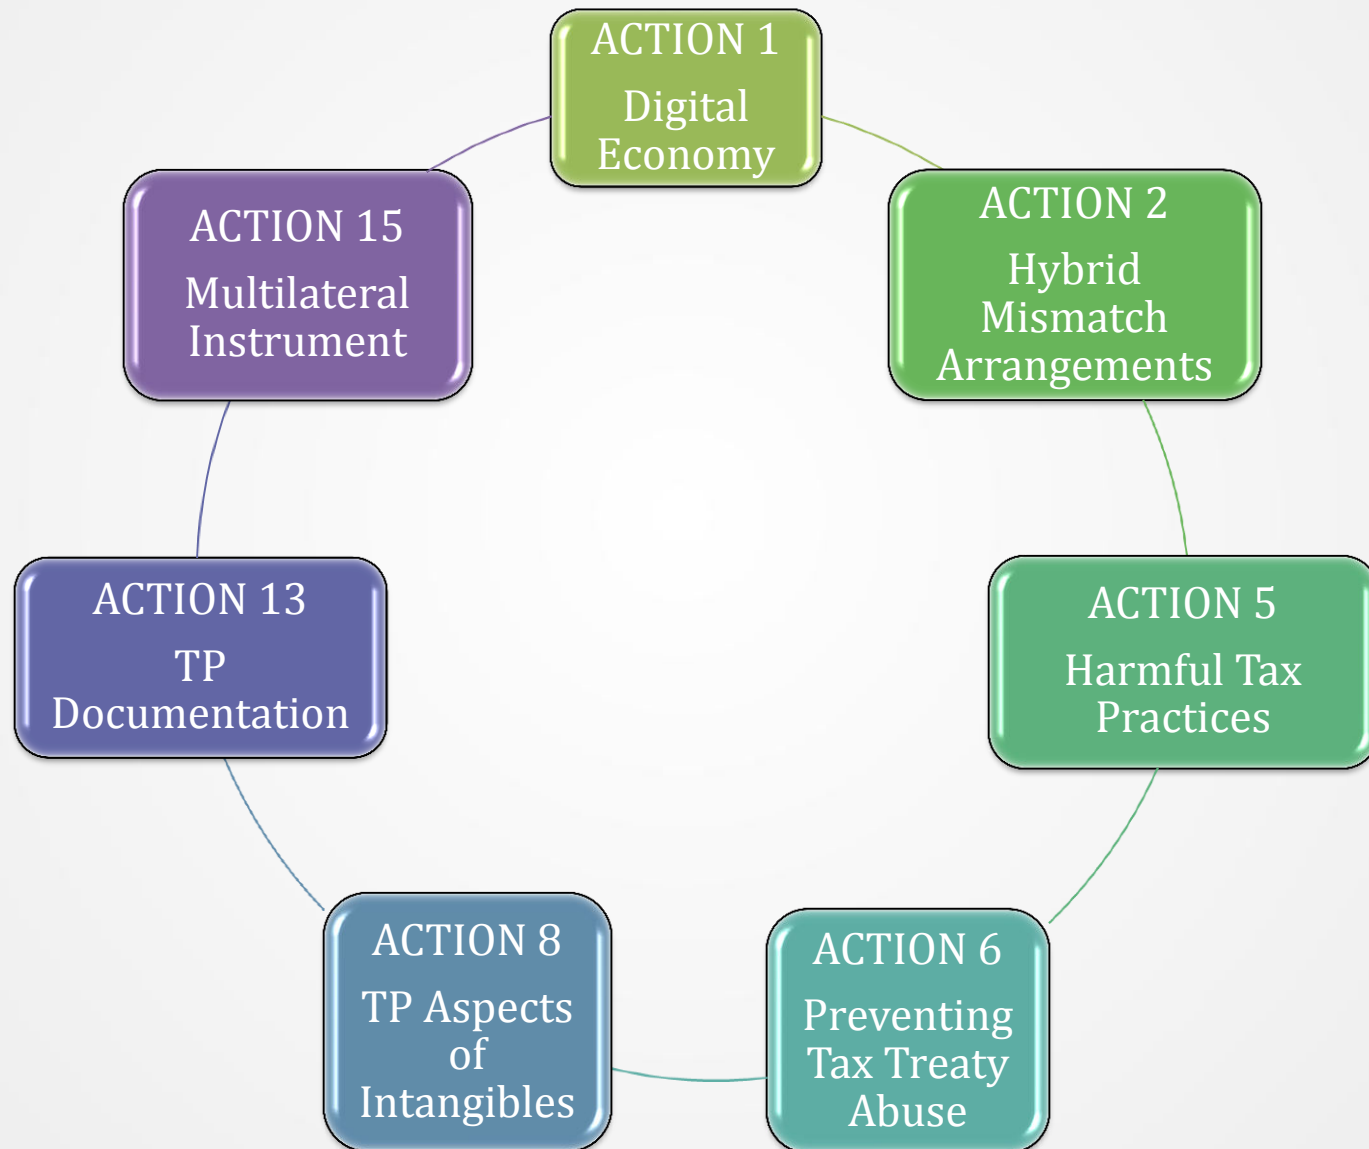 ACTION 1
Digital
Economy
ACTION 2
Hybrid
Mismatch
Arrangements
ACTION 5
Harmful Tax
Practices
ACTION 6
Preventing
Tax Treaty
Abuse
ACTION 8
TP Aspects
of
Intangibles
ACTION 13
TP
Documentation
ACTION 15
Multilateral
Instrument